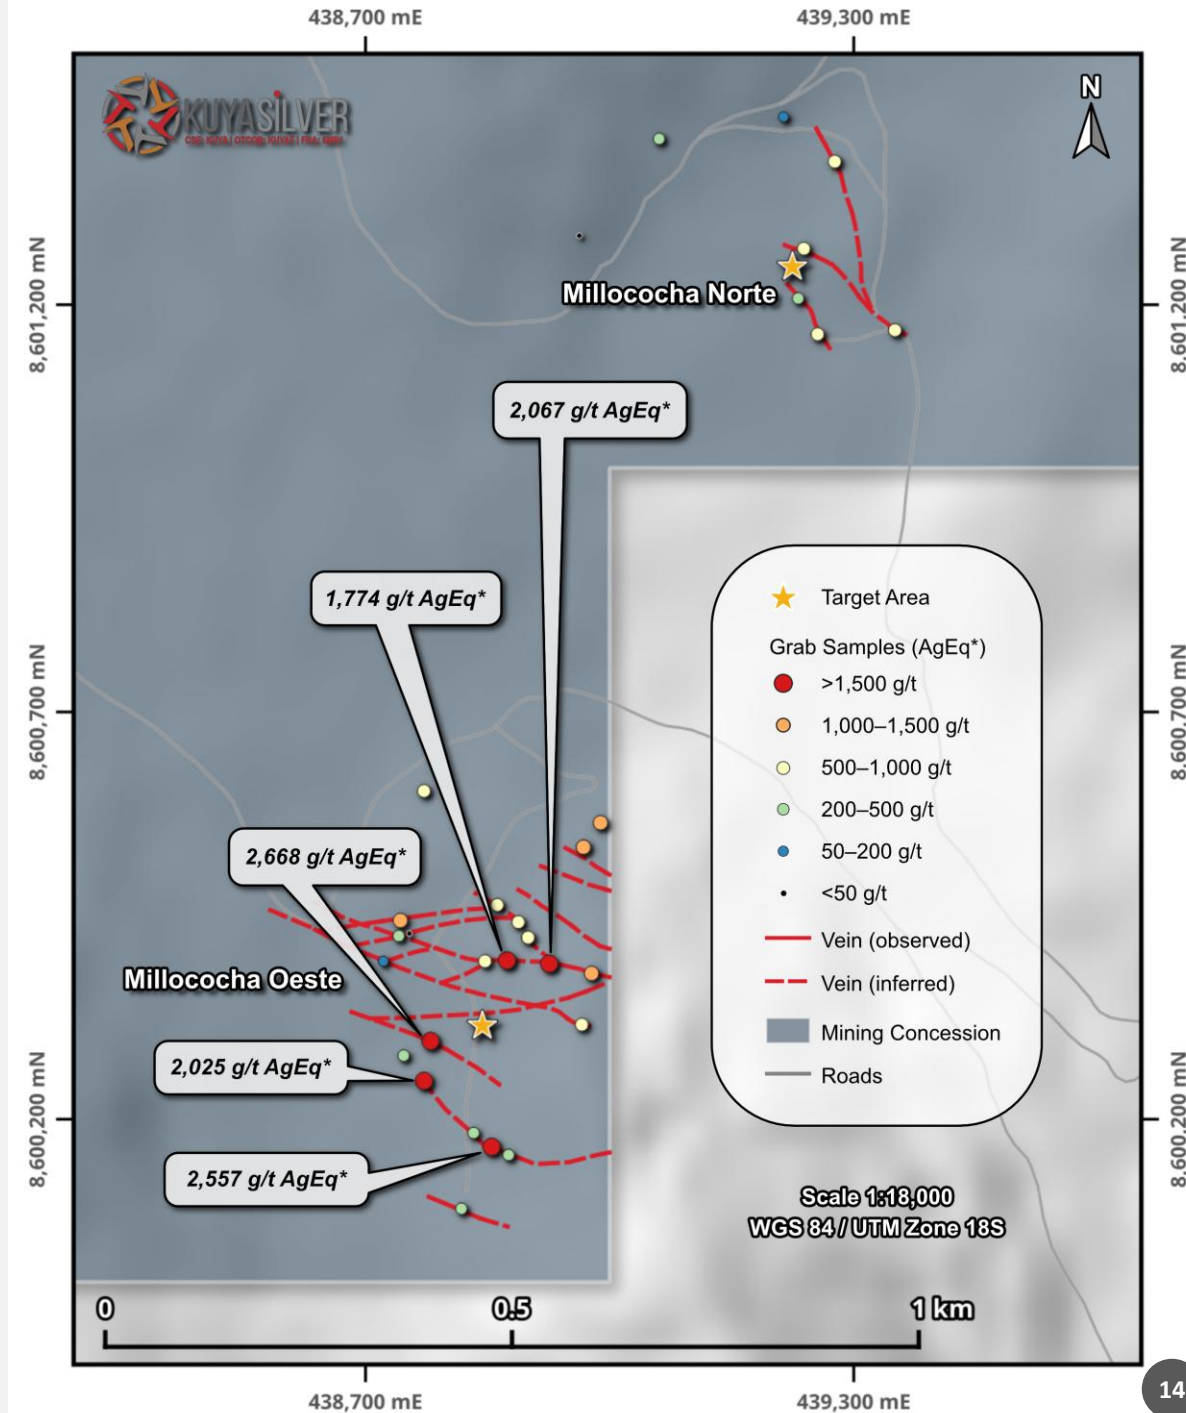 438,700 mE
439,300 mE
KUYASILVER
N
8,601,200 mN
8,601,200 mN
Millococha Norte
2,067 g/t AgEq*
1,774 g/t AgEq*
Target Area
Grab Samples (AgEq*)
>1,500 g/t
1,000–1,500 g/t
500–1,000 g/t
200–500 g/t
50–200 g/t
<50 g/t
Vein (observed)
Vein (inferred)
Mining Concession
Roads
8,600,700 mN
8,600,700 mN
2,668 g/t AgEq*
Millococha Oeste
2,025 g/t AgEq*
2,557 g/t AgEq*
8,600,200 mN
8,600,200 mN
Scale 1:18,000
WGS 84 / UTM Zone 18S
0
0.5
1 km
438,700 mE
439,300 mE
14